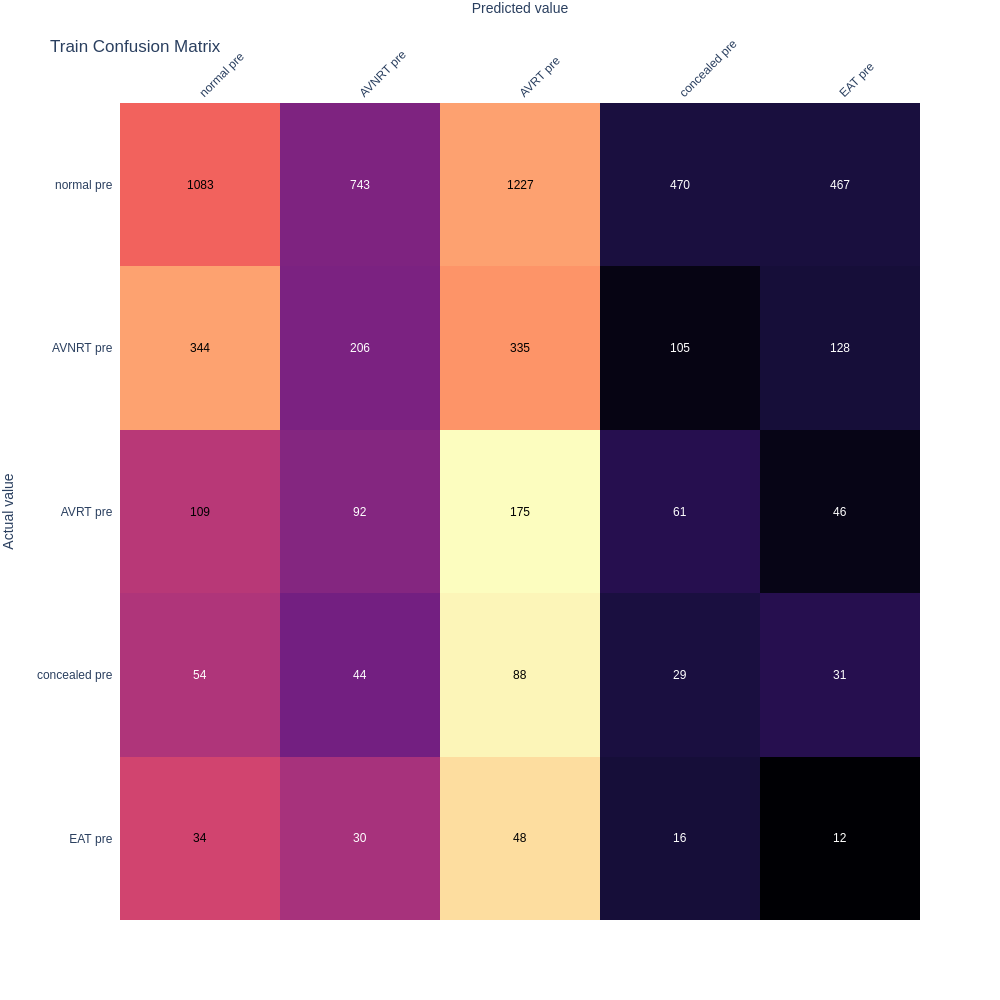 Predicted value
Train Confusion Matrix
normal pre AVNRT pre AVRT pre concealed pre EAT pre
normal pre 1083 743 1227 470 467
AVNRT pre 344 206 335 105 128
AVRT pre 109 92 175 61 46
concealed pre 54 44 88 29 31
EAT pre 34 30 48 16 12
Actual value